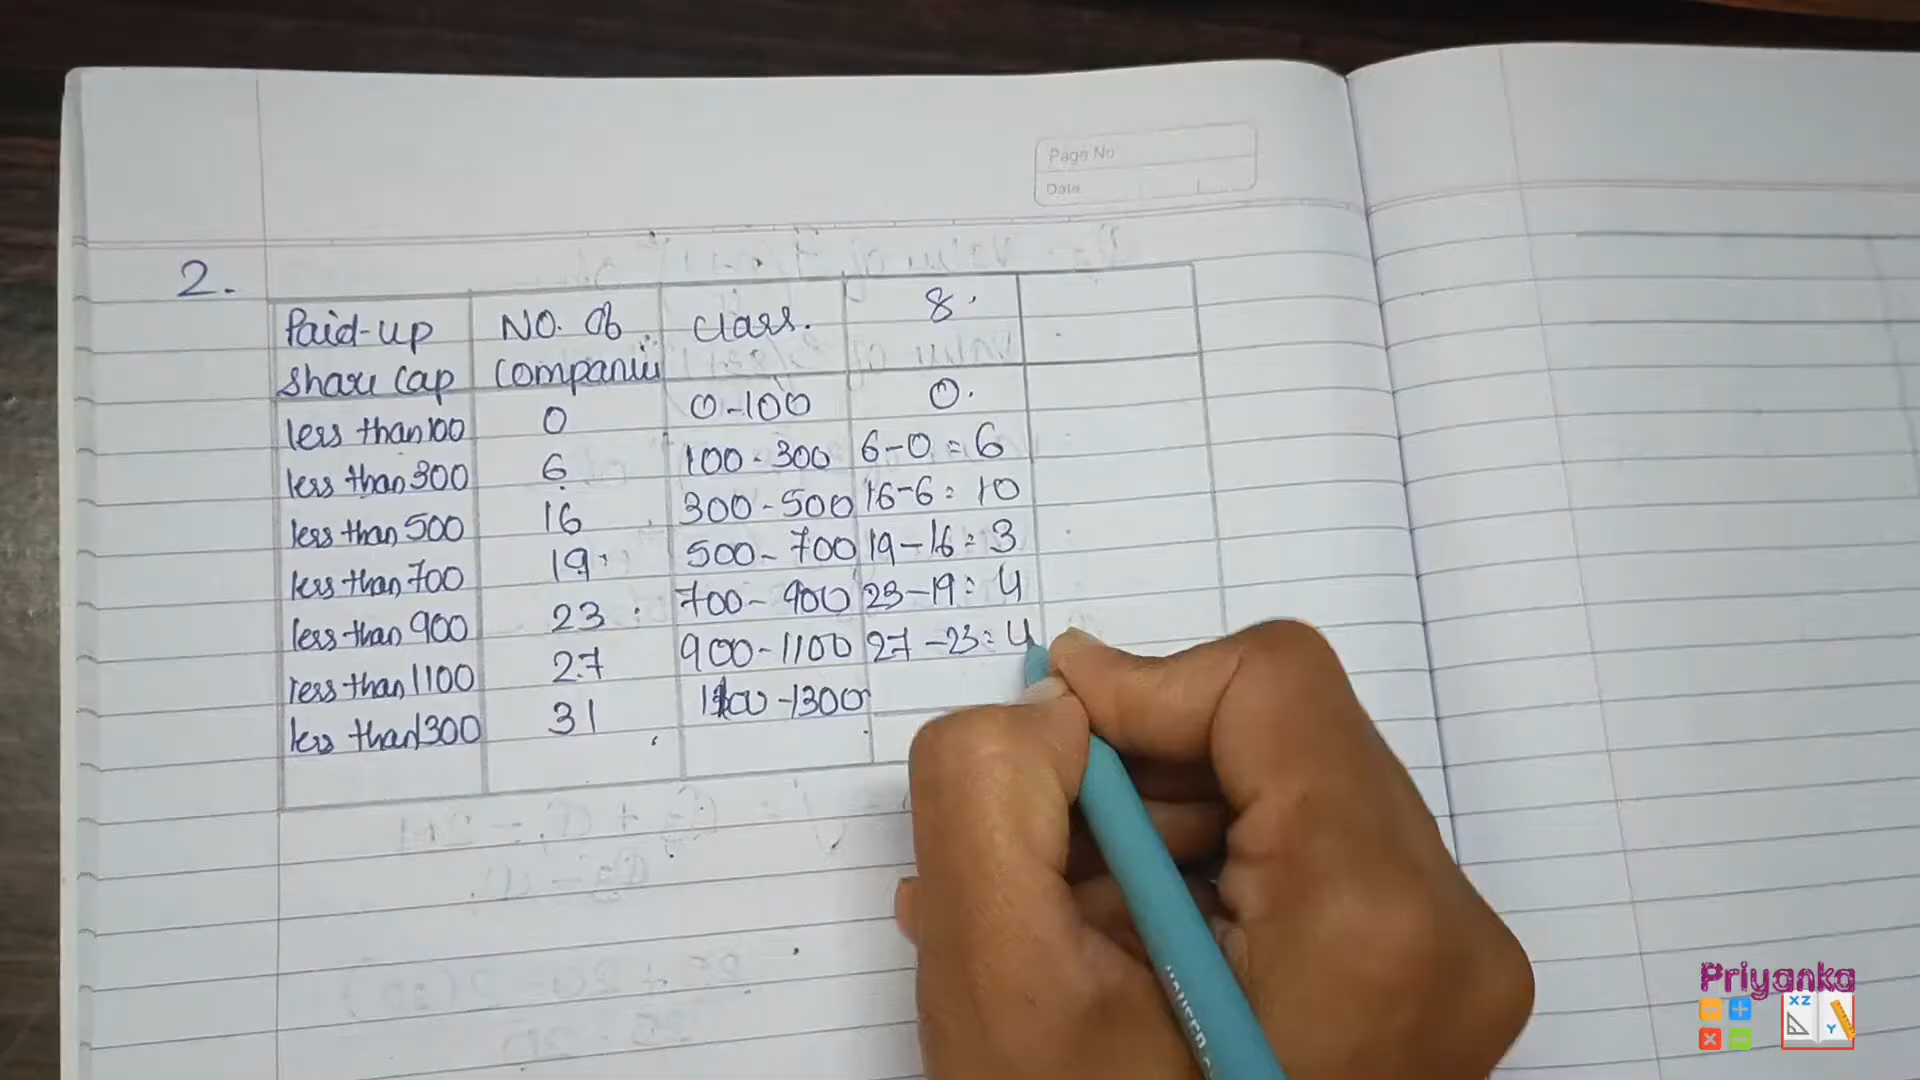 Page No
Date
2.
Paid-up share cap | No. of companies | class. | 8.
less than 100 | 0 | 0-100 | 0.
less than 300 | 6 | 100-300 | 6-0=6
less than 500 | 16 | 300-500 | 16-6=10
less than 700 | 19 | 500-700 | 19-16=3
less than 900 | 23 | 700-900 | 23-19=4
less than 1100 | 27 | 900-1100 | 27-23=4
less than 1300 | 31 | 1100-1300
Priyanka
XZ
Y